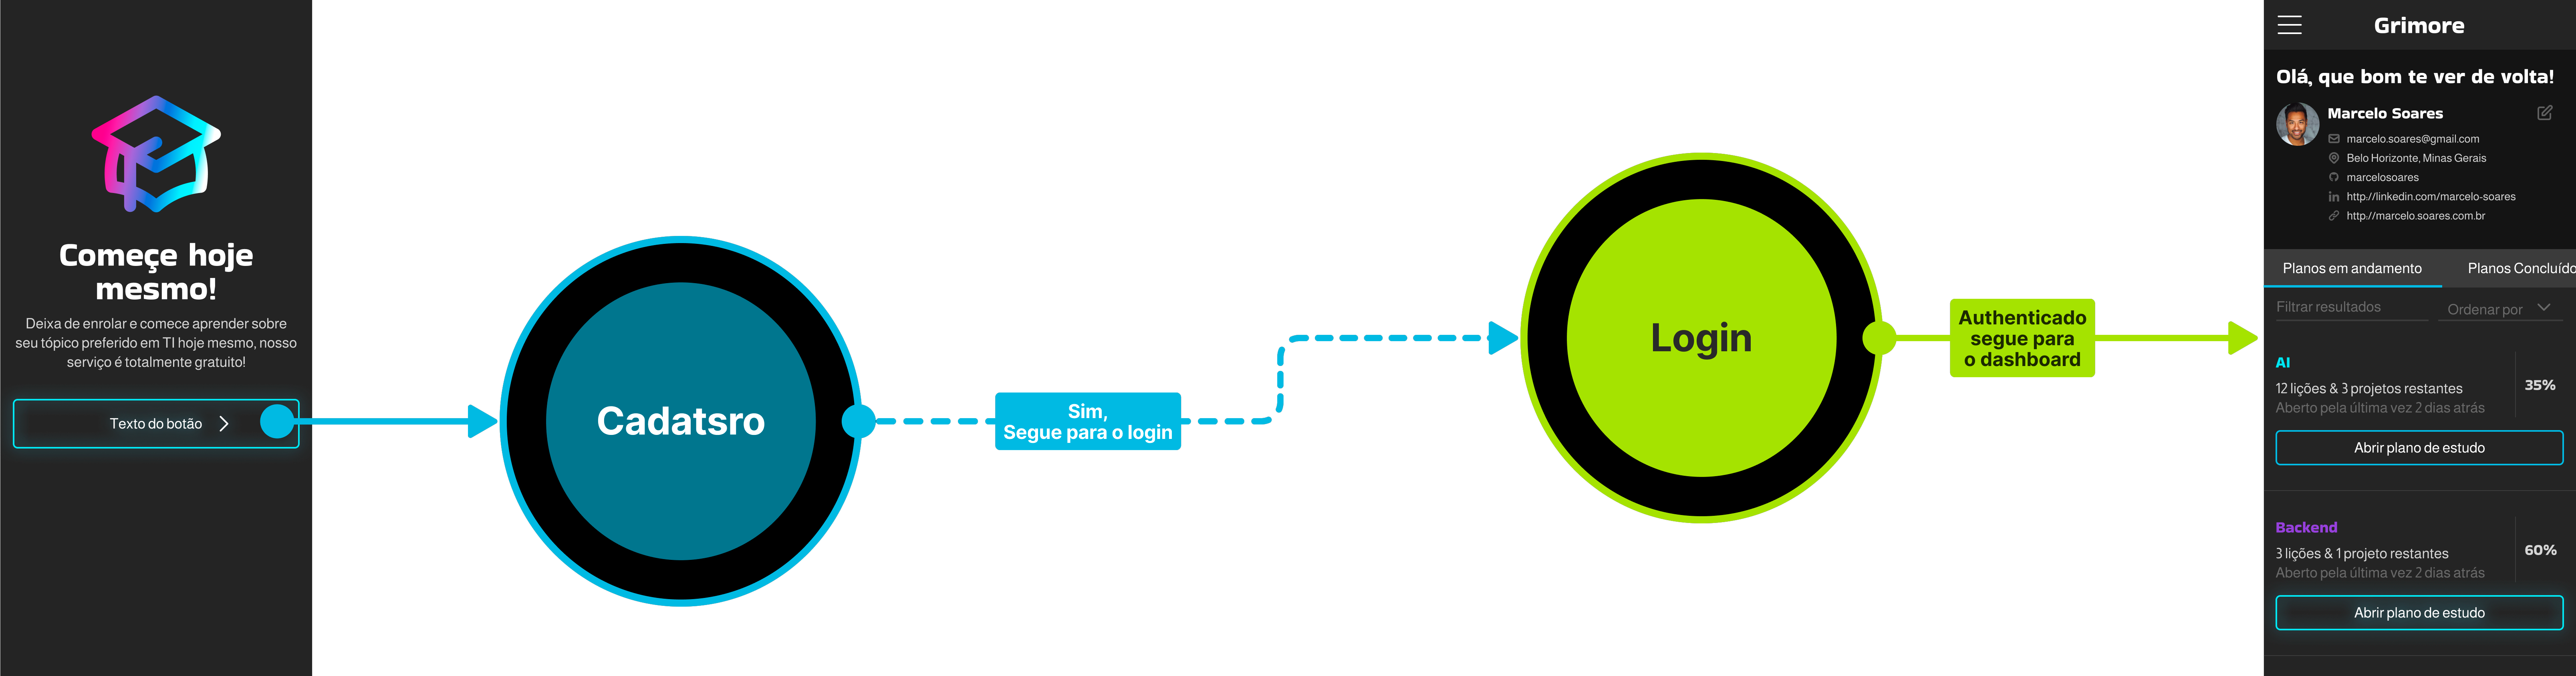 Começe hoje
mesmo!
Deixa de enrolar e comece aprender sobre
seu tópico preferido em TI hoje mesmo, nosso
serviço é totalmente gratuito!
Texto do botão
Cadatsro
Sim,
Segue para o login
Login
Authenticado
segue para
o dashboard
Grimore
Olá, que bom te ver de volta!
Marcelo Soares
marcelo.soares@gmail.com
Belo Horizonte, Minas Gerais
marcelosoares
http://linkedin.com/marcelo-soares
http://marcelo.soares.com.br
Planos em andamento
Planos Concluído
Filtrar resultados
Ordenar por
AI
12 lições & 3 projetos restantes
Aberto pela última vez 2 dias atrás
35%
Abrir plano de estudo
Backend
3 lições & 1 projeto restantes
Aberto pela última vez 2 dias atrás
60%
Abrir plano de estudo